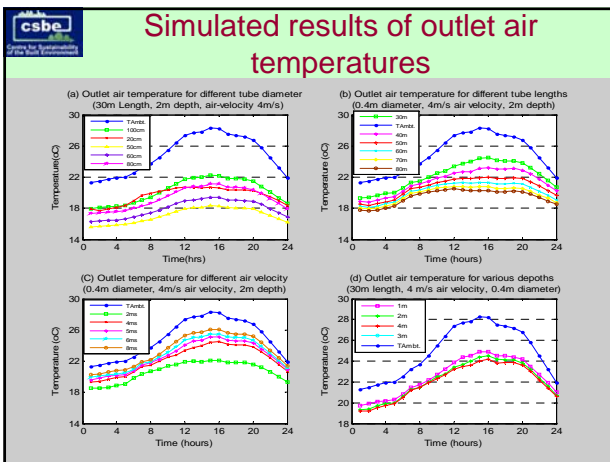 csbe
Centre for Sustainability
of the Built Environment
Simulated results of outlet air
temperatures
(a) Outlet air temperature for different tube diameter
(30m Length, 2m depth, air-velocity 4m/s)
30
26
22
18
14
Temperature(oC)
TAmbt.
100cm
20cm
50cm
60cm
80cm
0 4 8 12 16 20 24
Time(hrs)
(b) Outlet air temperature for different tube lengths
(0.4m diameter, 4m/s air velocity, 2m depth)
30
26
22
18
14
Temperature (oC)
30m
TAmbt.
40m
50m
60m
70m
80m
0 4 8 12 16 20 24
Time (hours)
(C) Outlet temperature for different air velocity
(0.4m diameter, 4m/s air velocity, 2m depth)
30
26
22
18
14
Temperature (oC)
TAmbt.
2ms
4ms
5ms
6ms
8ms
0 4 8 12 16 20 24
Time (hours)
(d) Outlet air temperature for various depoths
(30m length, 4 m/s air velocity, 0.4m diameter)
30
28
26
24
22
20
18
Temperature (oC)
1m
2m
4m
3m
TAmbt.
0 4 8 12 16 20 24
Time (hours)